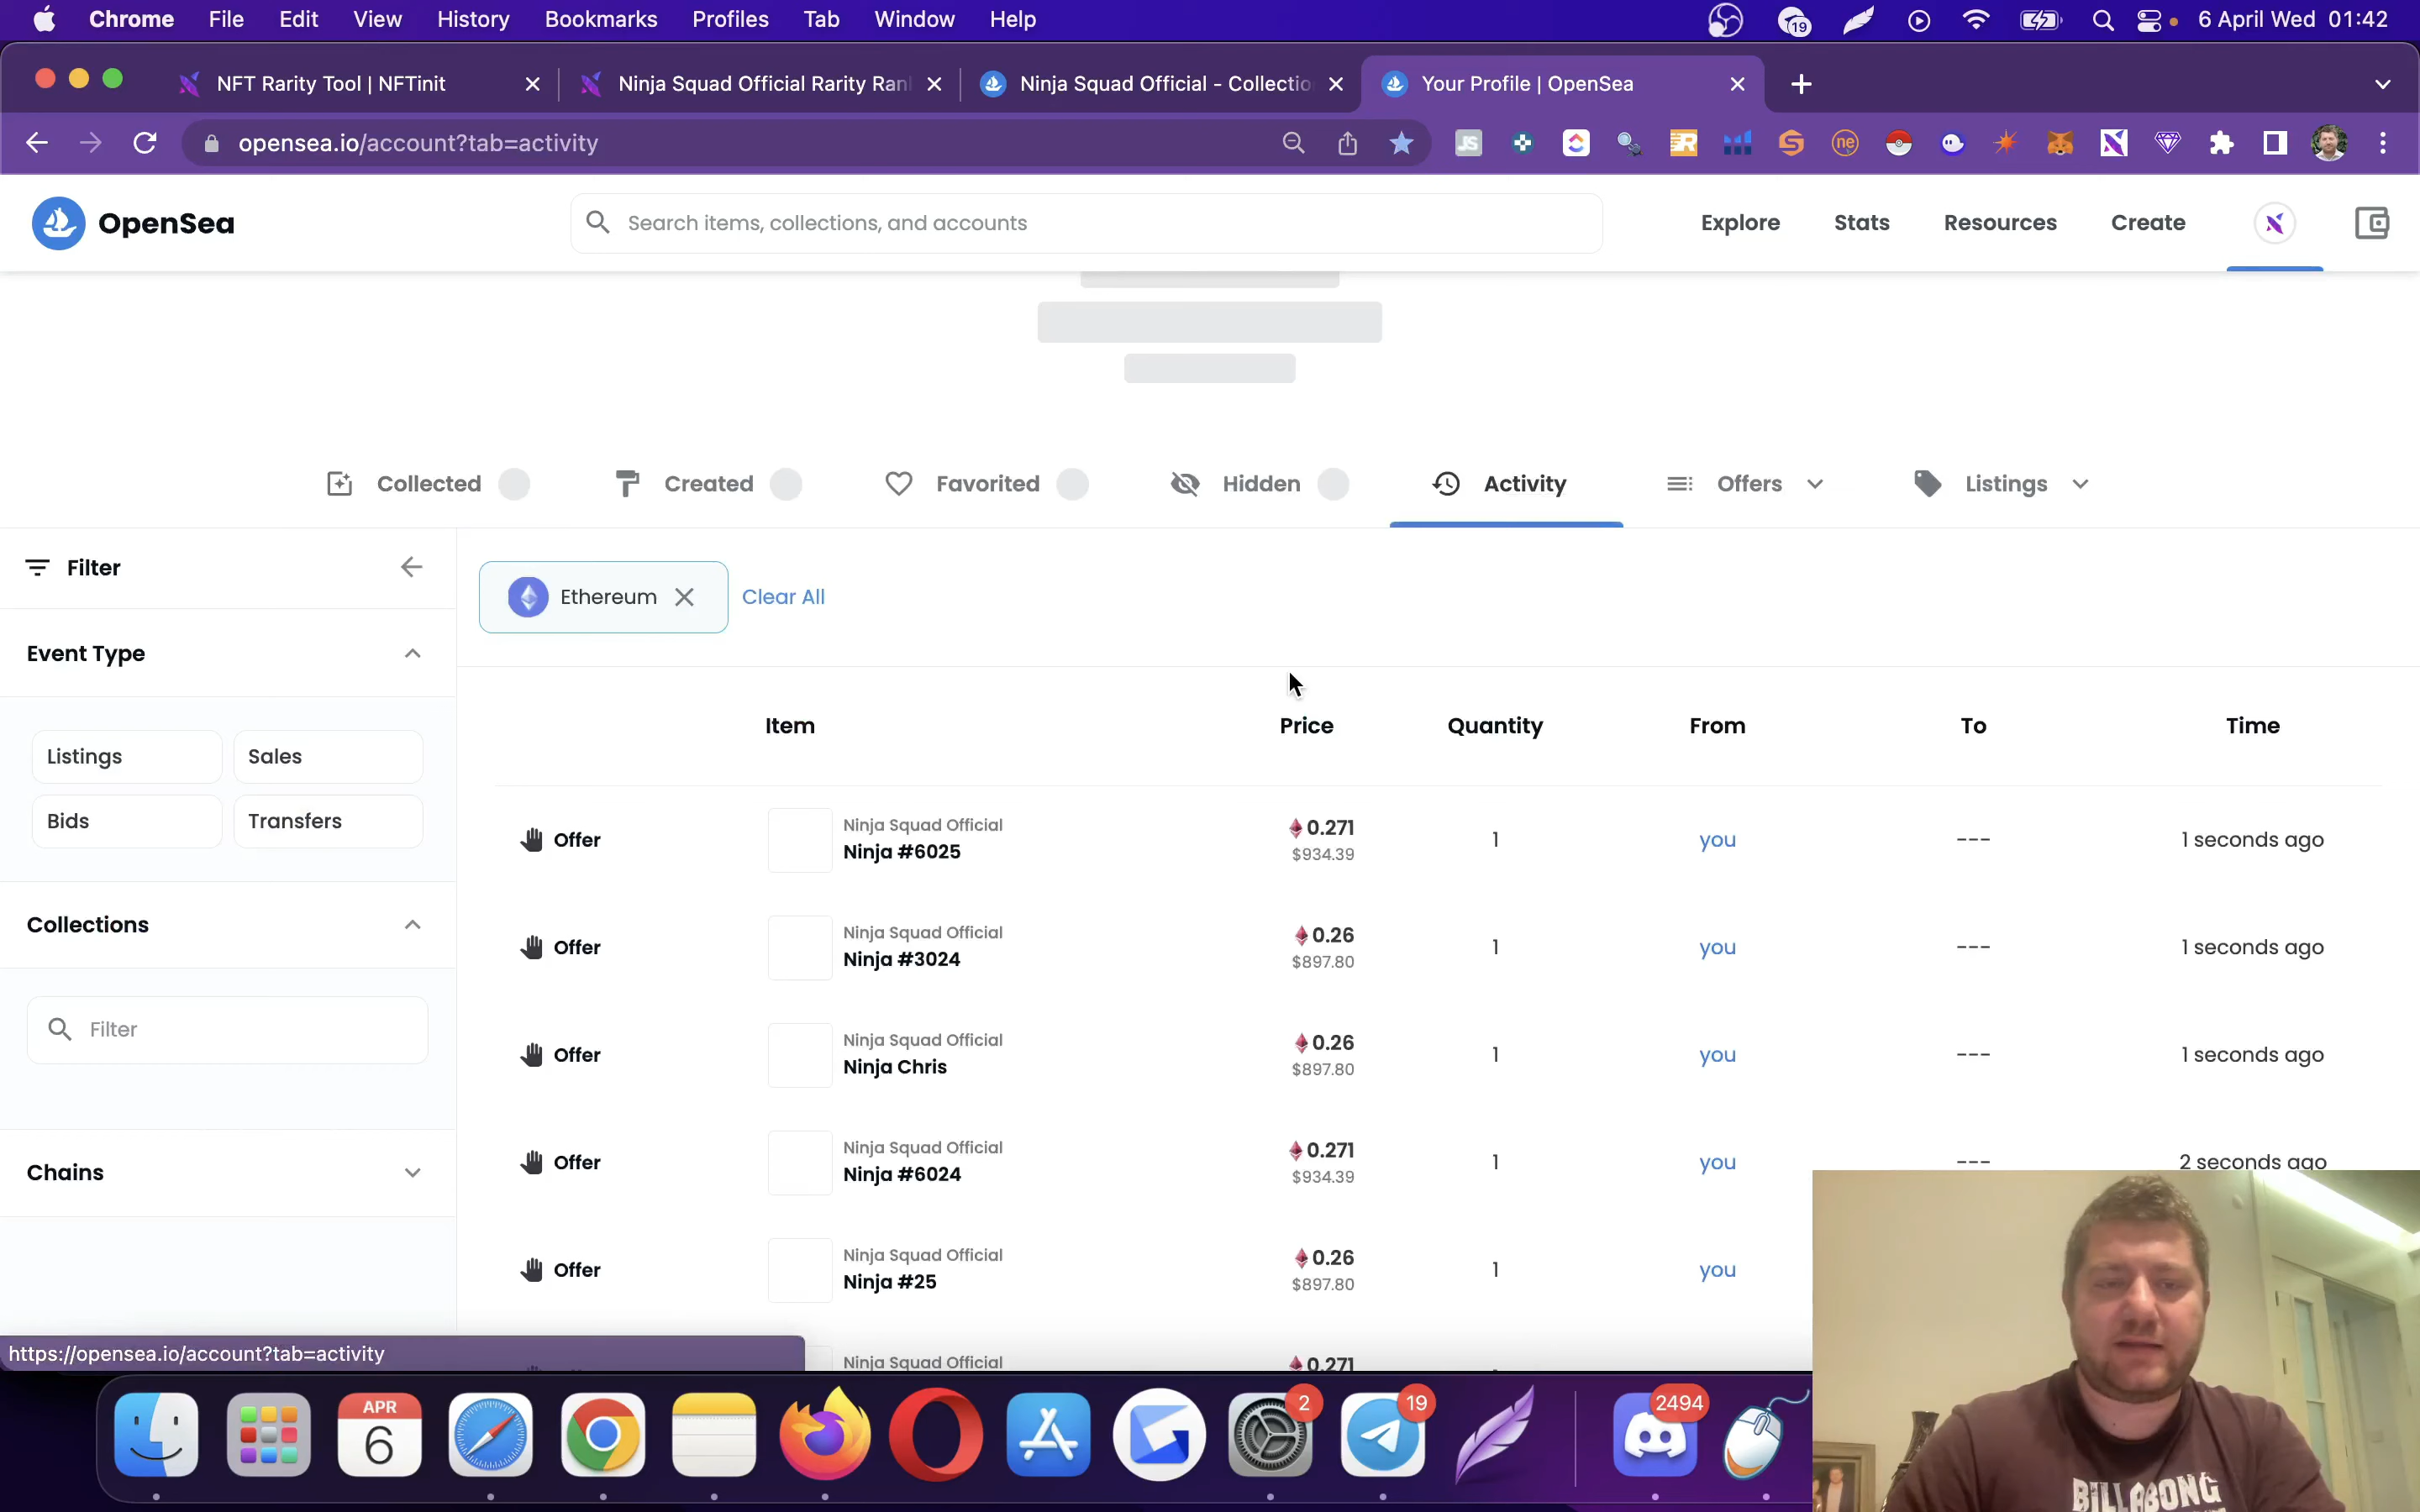 Chrome File Edit View History Bookmarks Profiles Tab Window Help 19 6 April Wed 01:42
NFT Rarity Tool | NFTinit Ninja Squad Official Rarity Ran Ninja Squad Official - Collectio Your Profile | OpenSea
opensea.io/account?tab=activity JS R ne
OpenSea Search items, collections, and accounts Explore Stats Resources Create
Collected Created Favorited Hidden Activity Offers Listings
Filter
Ethereum Clear All
Event Type
Item Price Quantity From To Time
Listings Sales
Bids Transfers
Offer Ninja Squad Official 0.271 1 you --- 1 seconds ago
Ninja #6025 $934.39
Collections
Offer Ninja Squad Official 0.26 1 you --- 1 seconds ago
Ninja #3024 $897.80
Filter
Offer Ninja Squad Official 0.26 1 you --- 1 seconds ago
Ninja Chris $897.80
Chains
Offer Ninja Squad Official 0.271 1 you --- 2 seconds ago
Ninja #6024 $934.39
Offer Ninja Squad Official 0.26 1 you
Ninja #25 $897.80
https://opensea.io/account?tab=activity
Ninja Squad Official 0.271
APR
6
2 19 2494
BILLABONG